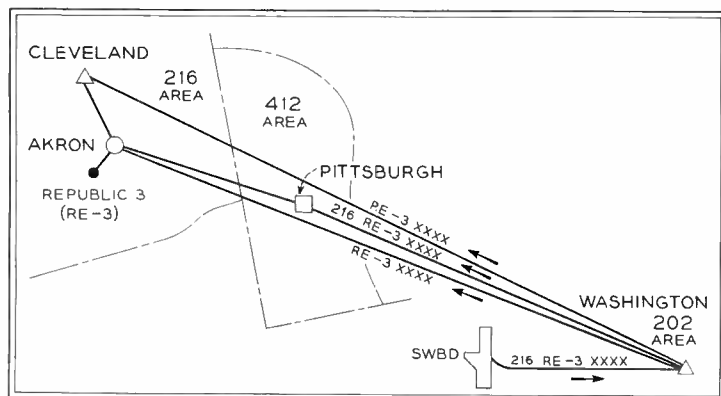 CLEVELAND
216
AREA
412
AREA
AKRON
PITTSBURGH
REPUBLIC 3
(RE-3)
RE-3 XXXX
216 RE-3 XXXX
RE-3 XXXX
WASHINGTON
202
AREA
SWBD
216 RE-3 XXXX